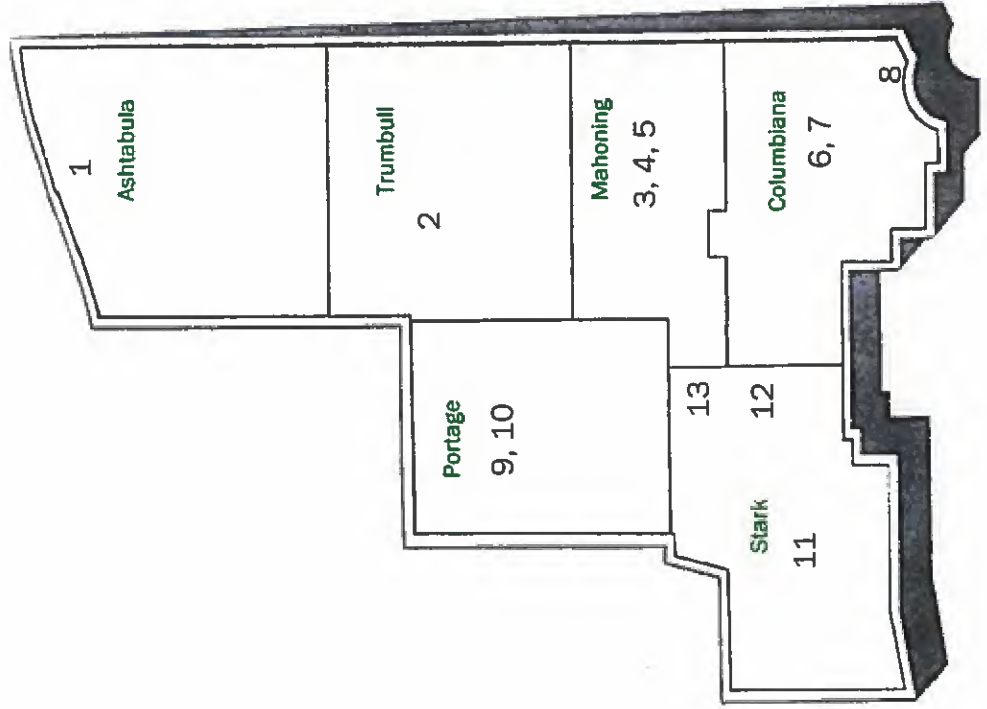 1
Ashtabula
Trumbull
2
Mahoning
3, 4, 5
Columbiana
6, 7
8
Portage
9, 10
13
12
Stark
11